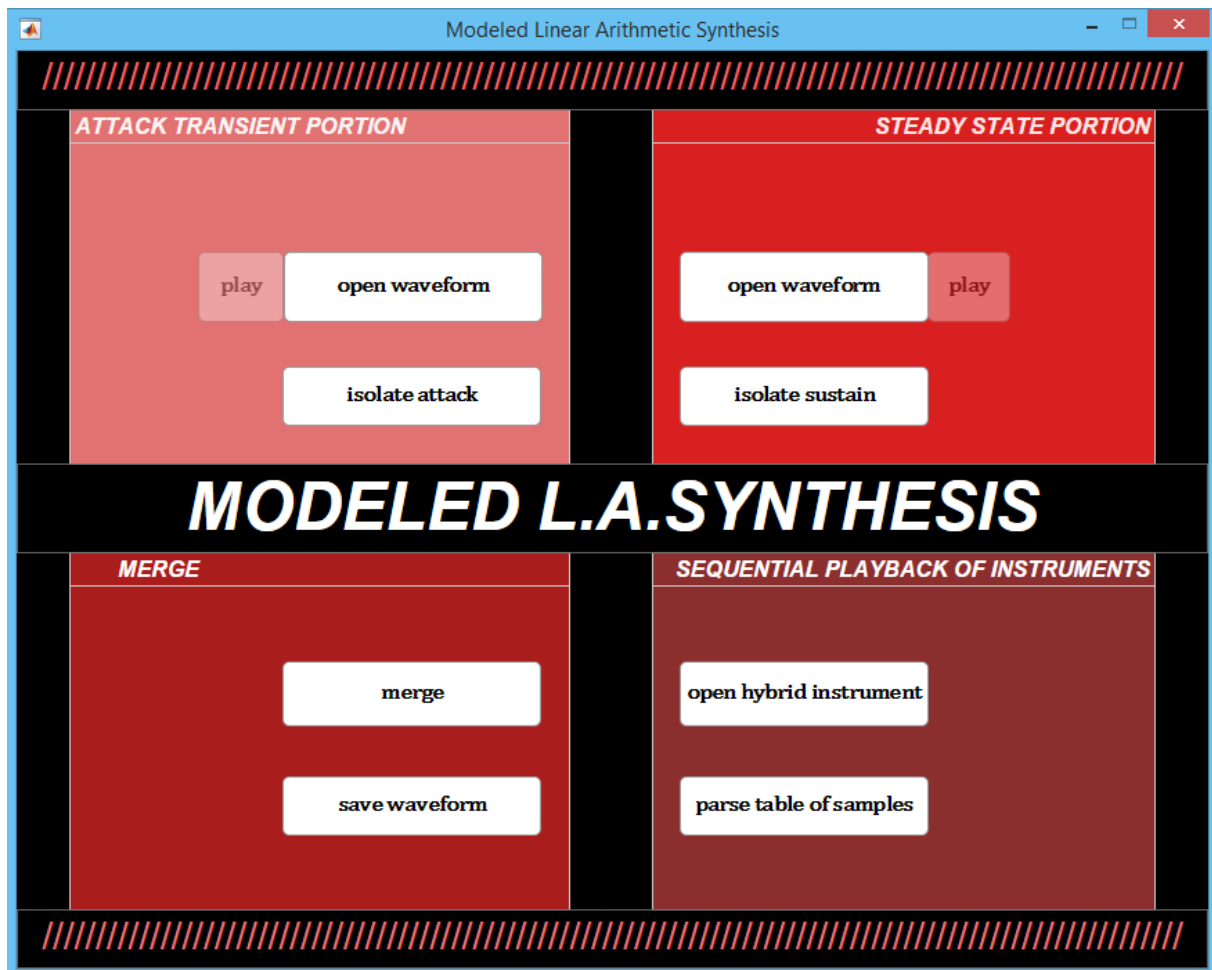 Modeled Linear Arithmetic Synthesis
ATTACK TRANSIENT PORTION
play
open waveform
isolate attack
STEADY STATE PORTION
open waveform
play
isolate sustain
MODELED L.A.SYNTHESIS
MERGE
merge
save waveform
SEQUENTIAL PLAYBACK OF INSTRUMENTS
open hybrid instrument
parse table of samples